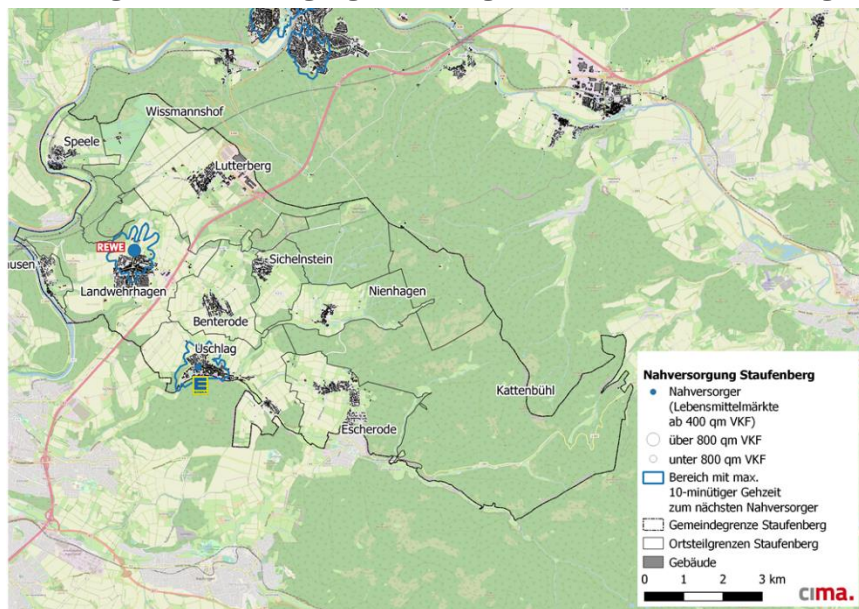 Wissmannshof
Speele
Lutterberg
REWE
Sichelnstein
ausen
Landwehrhagen
Nienhagen
Benterode
Uschlag
E
Kattenbühl
Escherode
Nahversorgung Staufenberg
Nahversorger
(Lebensmittelmärkte
ab 400 qm VKF)
über 800 qm VKF
unter 800 qm VKF
Bereich mit max.
10-minütiger Gehzeit
zum nächsten Nahversorger
Gemeindegrenze Staufenberg
Ortsteilgrenzen Staufenberg
Gebäude
0 1 2 3 km
cima.